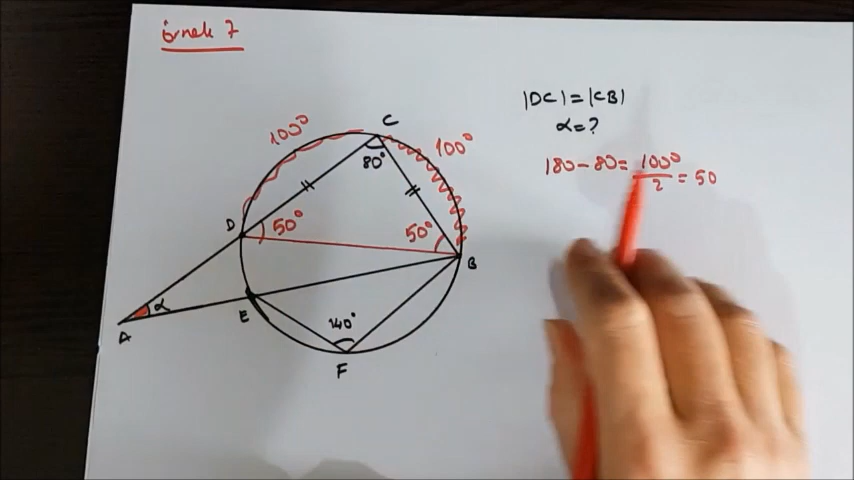 örnek 7
|DC| = |CB|
α = ?
180 - 80 = 100° / 2 = 50
100°
C
100°
80°
D
50°
50°
B
α
A
E
140°
F